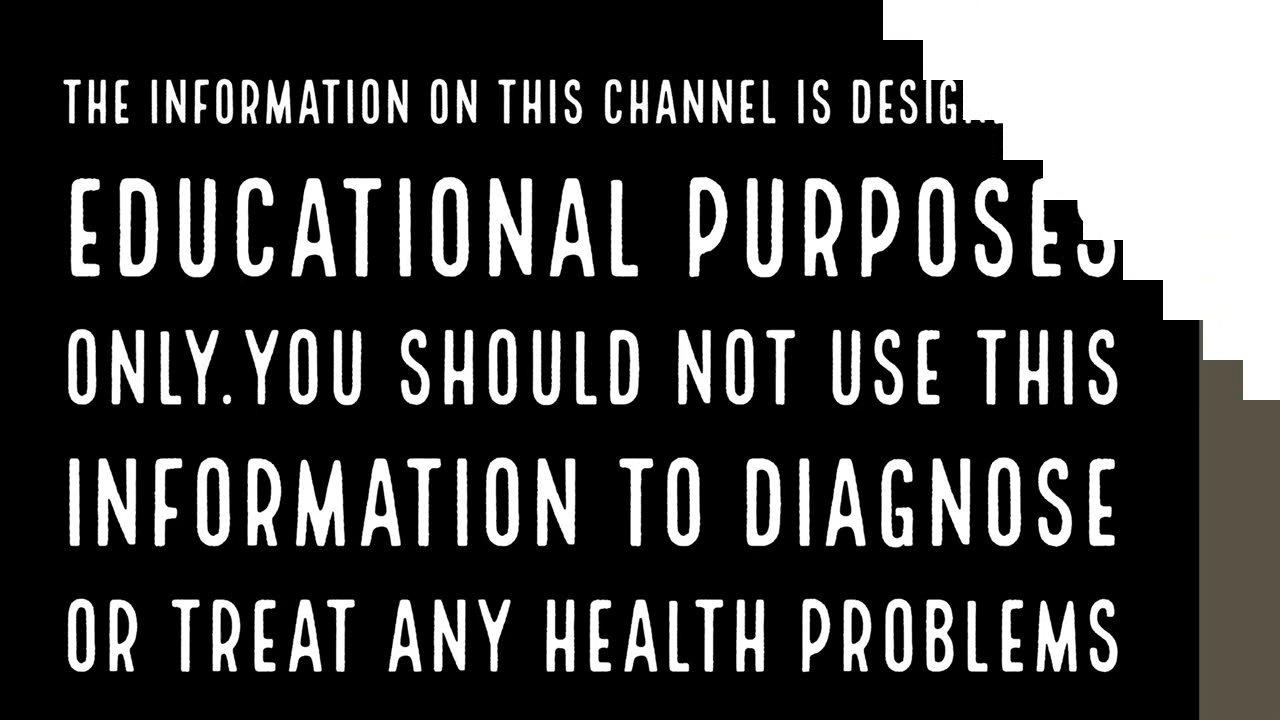 THE INFORMATION ON THIS CHANNEL IS
EDUCATIONAL PURPOSES
ONLY.YOU SHOULD NOT USE THIS
INFORMATION TO DIAGNOSE
OR TREAT ANY HEALTH PROBLEMS